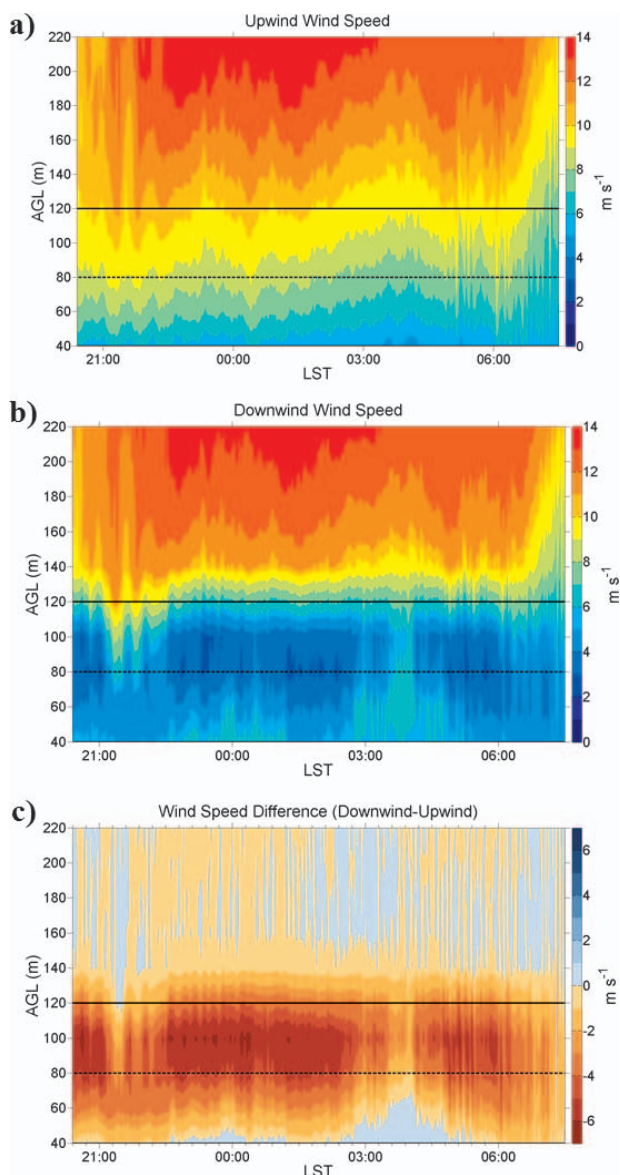 a)
Upwind Wind Speed
220
200
180
160
140
120
100
80
60
40
AGL (m)
21:00 00:00 03:00 06:00
LST
14
12
10
8
6
4
2
0
m s-1
b)
Downwind Wind Speed
220
200
180
160
140
120
100
80
60
40
AGL (m)
21:00 00:00 03:00 06:00
LST
14
12
10
8
6
4
2
0
m s-1
c)
Wind Speed Difference (Downwind-Upwind)
220
200
180
160
140
120
100
80
60
40
AGL (m)
21:00 00:00 03:00 06:00
LST
6
4
2
0
-2
-4
-6
m s-1